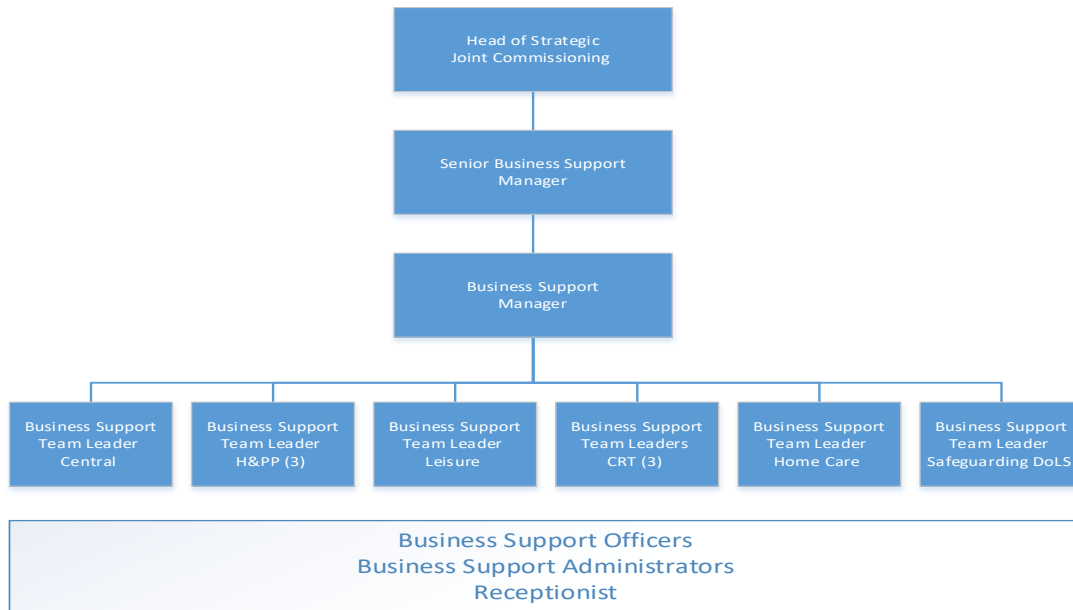 Head of Strategic
Joint Commissioning
Senior Business Support
Manager
Business Support
Manager
Business Support
Team Leader
Central
Business Support
Team Leader
H&PP (3)
Business Support
Team Leader
Leisure
Business Support
Team Leaders
CRT (3)
Business Support
Team Leader
Home Care
Business Support
Team Leader
Safeguarding DoLS
Business Support Officers
Business Support Administrators
Receptionist